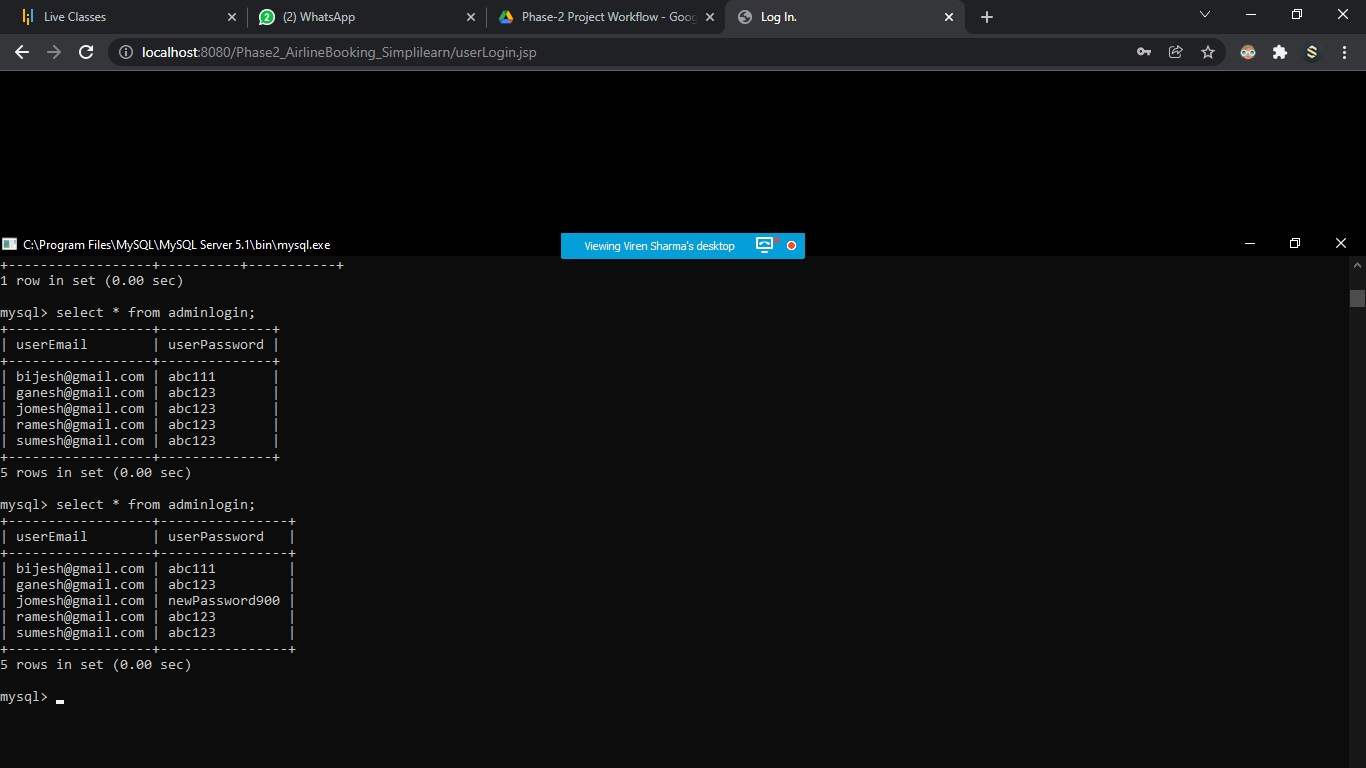 Live Classes
2
(2) WhatsApp
Phase-2 Project Workflow - Goog
Log In.
localhost:8080/Phase2_AirlineBooking_Simplilearn/userLogin.jsp
C:\Program Files\MySQL\MySQL Server 5.1\bin\mysql.exe
Viewing Viren Sharma's desktop
+------------------+----------+-----------+
1 row in set (0.00 sec)
mysql> select * from adminlogin;
+------------------+--------------+
| userEmail        | userPassword |
+------------------+--------------+
| bijesh@gmail.com | abc111       |
| ganesh@gmail.com | abc123       |
| jomesh@gmail.com | abc123       |
| ramesh@gmail.com | abc123       |
| sumesh@gmail.com | abc123       |
+------------------+--------------+
5 rows in set (0.00 sec)
mysql> select * from adminlogin;
+------------------+----------------+
| userEmail        | userPassword   |
+------------------+----------------+
| bijesh@gmail.com | abc111         |
| ganesh@gmail.com | abc123         |
| jomesh@gmail.com | newPassword900 |
| ramesh@gmail.com | abc123         |
| sumesh@gmail.com | abc123         |
+------------------+----------------+
5 rows in set (0.00 sec)
mysql>